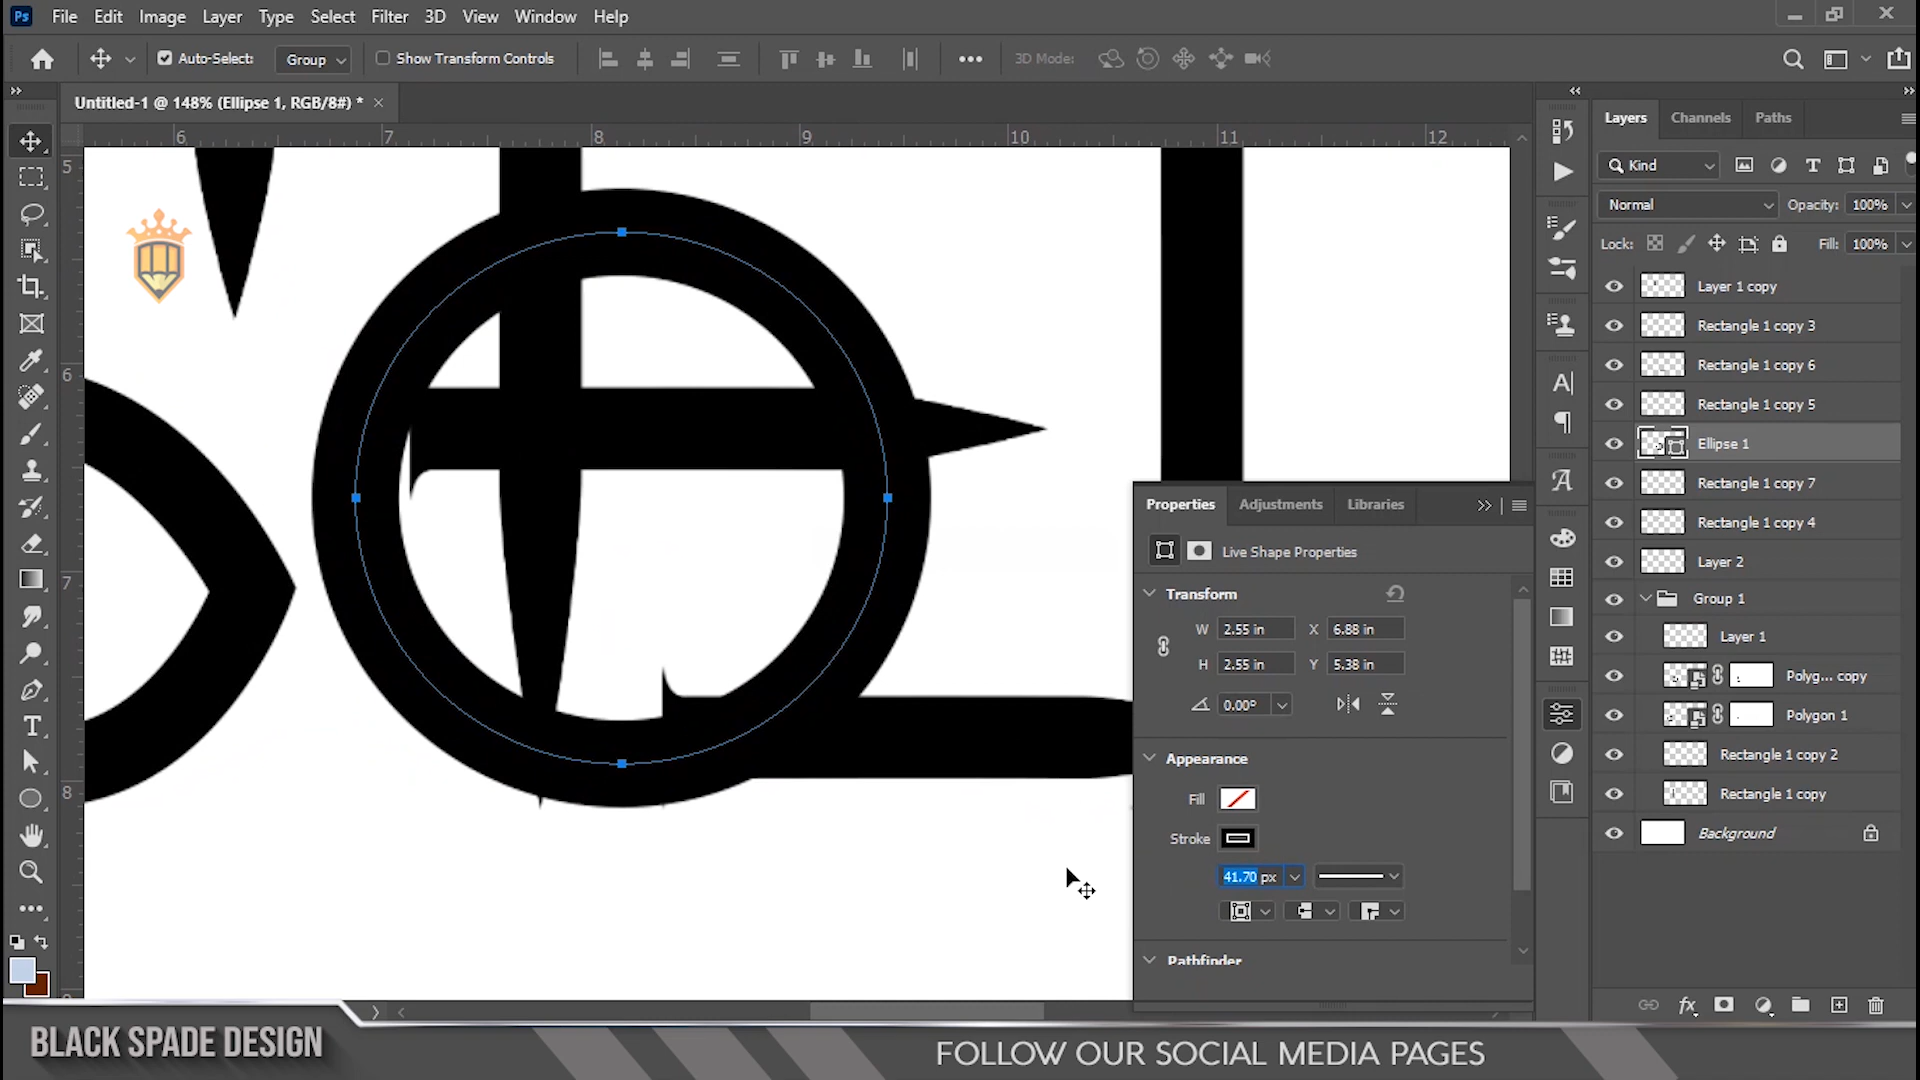 Ps File Edit Image Layer Type Select Filter 3D View Window Help
Auto-Select: Group Show Transform Controls 3D Mode:
Untitled-1 @ 148% (Ellipse 1, RGB/8#) *
6 7 8 9 10 11 12
5
6
7
8
Layers Channels Paths
Kind
Normal Opacity: 100%
Lock: Fill: 100%
Layer 1 copy
Rectangle 1 copy 3
Rectangle 1 copy 6
Rectangle 1 copy 5
Ellipse 1
Rectangle 1 copy 7
Rectangle 1 copy 4
Layer 2
Group 1
Layer 1
Polyg... copy
Polygon 1
Rectangle 1 copy 2
Rectangle 1 copy
Background
Properties Adjustments Libraries
Live Shape Properties
Transform
W 2.55 in X 6.88 in
H 2.55 in Y 5.38 in
0.00°
Appearance
Fill
Stroke
41.70 px
Pathfinder
BLACK SPADE DESIGN
FOLLOW OUR SOCIAL MEDIA PAGES